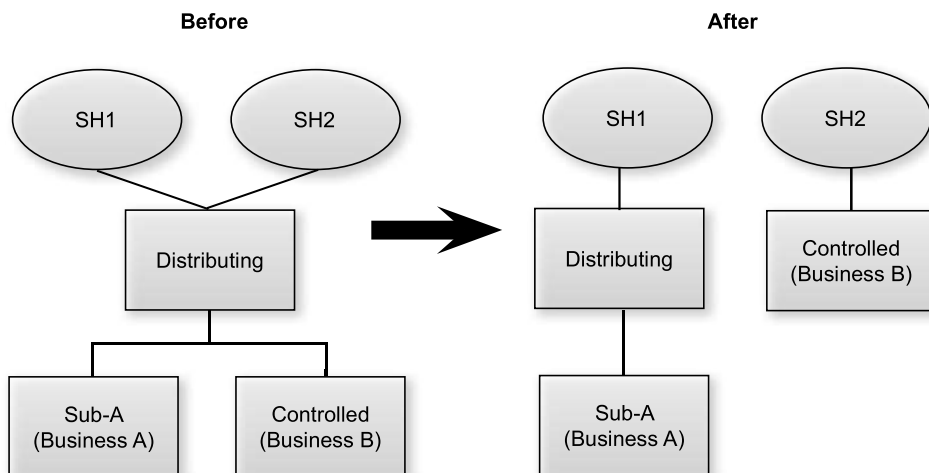 Before
After
SH1
SH2
SH1
SH2
Distributing
Distributing
Controlled
(Business B)
Sub-A
(Business A)
Controlled
(Business B)
Sub-A
(Business A)